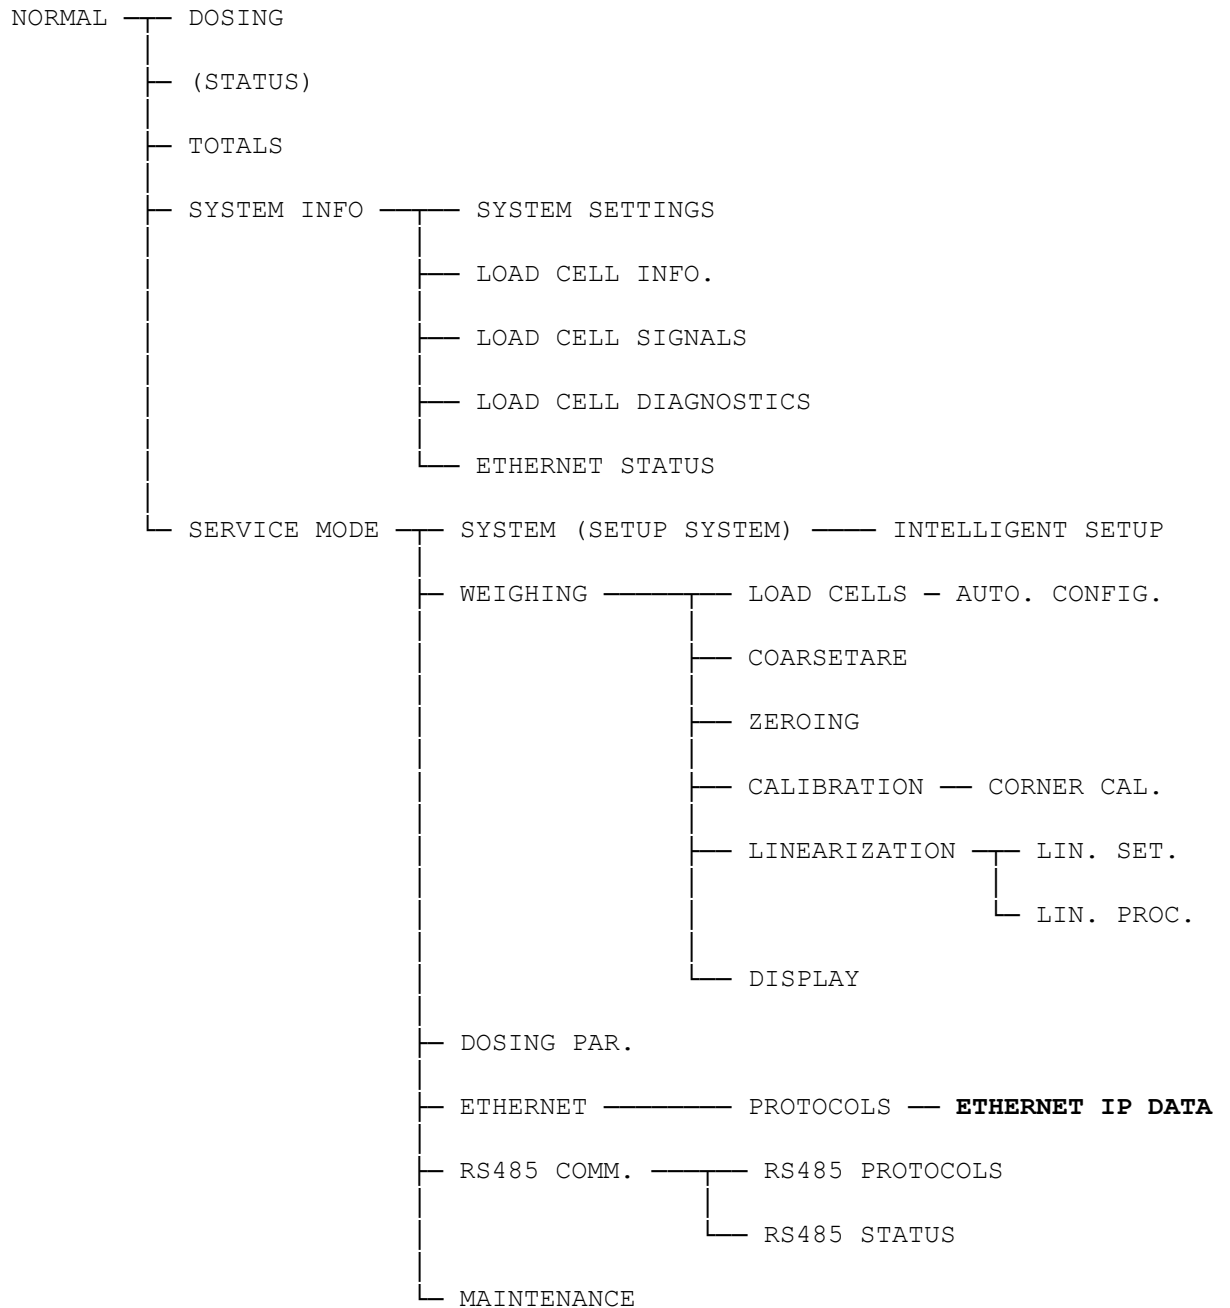 NORMAL DOSING
(STATUS)
TOTALS
SYSTEM INFO SYSTEM SETTINGS
LOAD CELL INFO.
LOAD CELL SIGNALS
LOAD CELL DIAGNOSTICS
ETHERNET STATUS
SERVICE MODE SYSTEM (SETUP SYSTEM) INTELLIGENT SETUP
WEIGHING LOAD CELLS AUTO. CONFIG.
COARSETARE
ZEROING
CALIBRATION CORNER CAL.
LINEARIZATION LIN. SET.
LIN. PROC.
DISPLAY
DOSING PAR.
ETHERNET PROTOCOLS ETHERNET IP DATA
RS485 COMM. RS485 PROTOCOLS
RS485 STATUS
MAINTENANCE